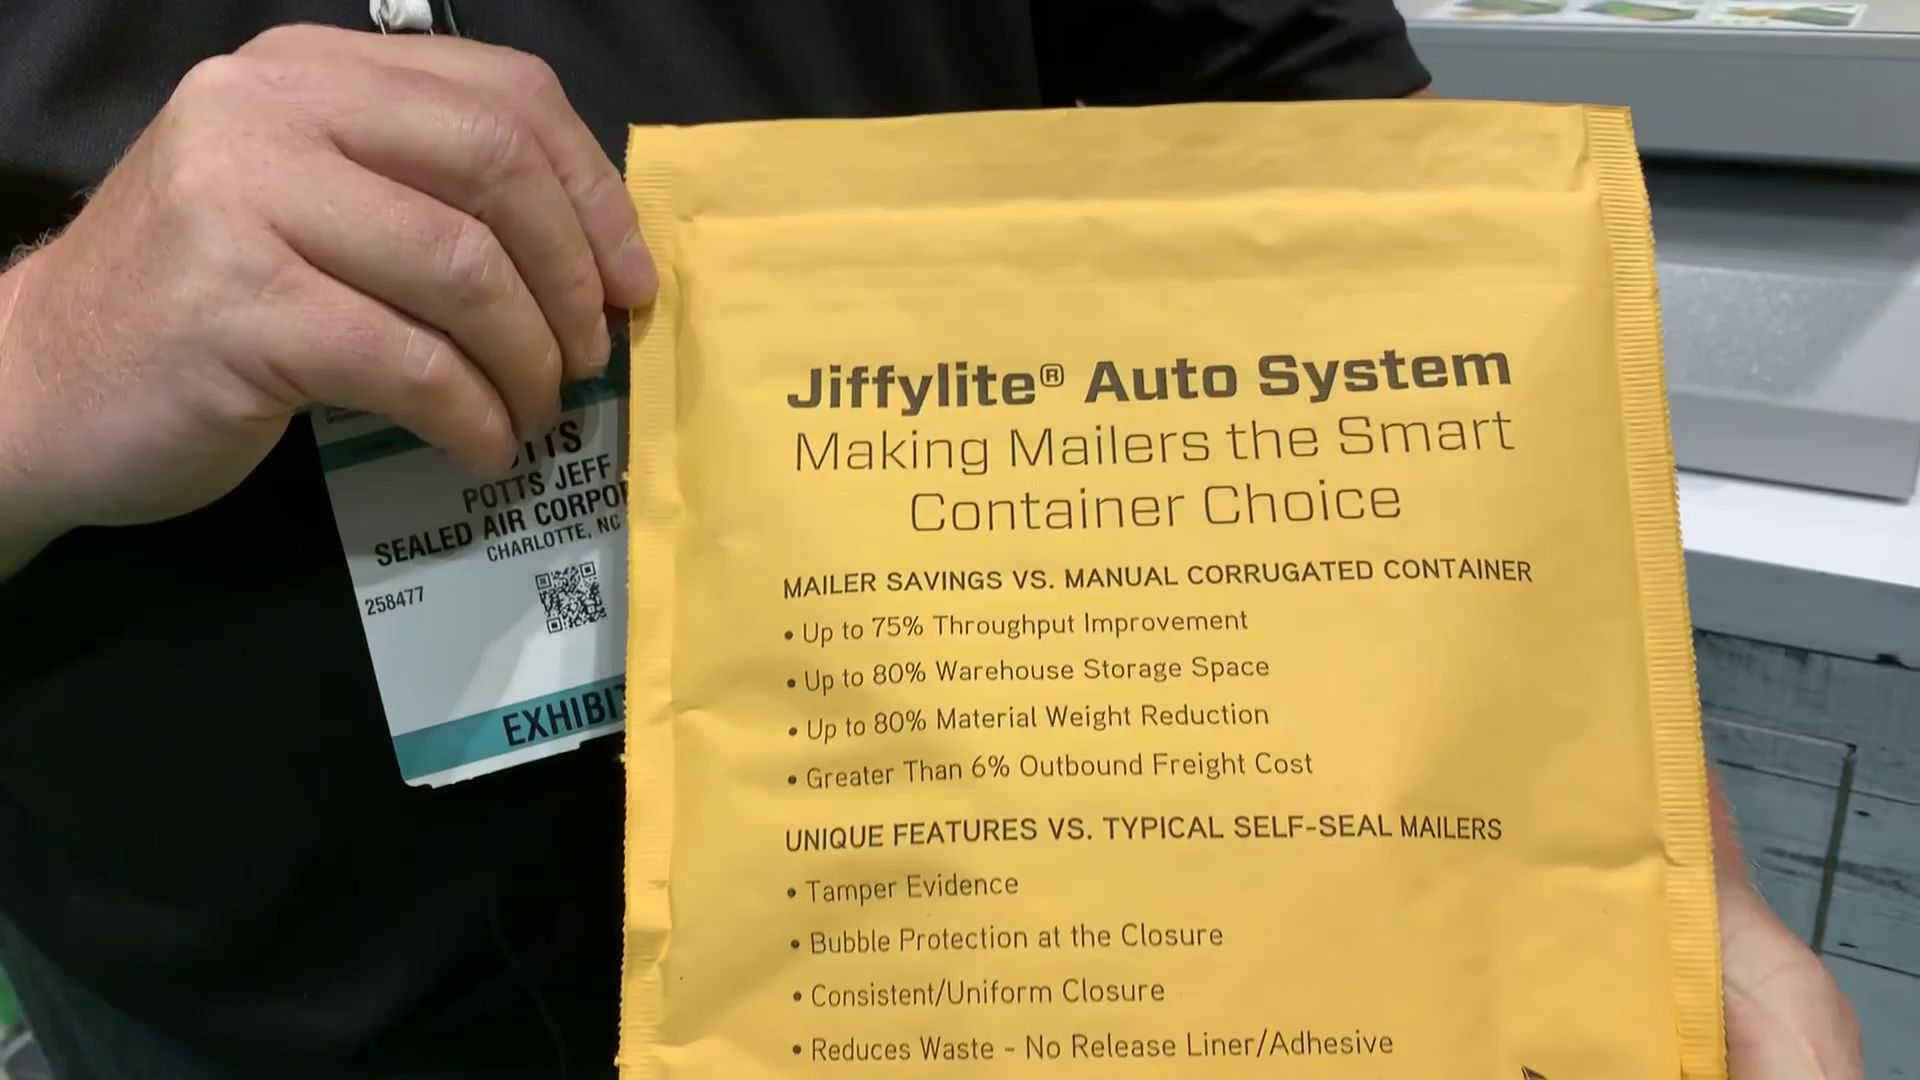 Jiffylite® Auto System
Making Mailers the Smart
Container Choice
MAILER SAVINGS VS. MANUAL CORRUGATED CONTAINER
• Up to 75% Throughput Improvement
• Up to 80% Warehouse Storage Space
• Up to 80% Material Weight Reduction
• Greater Than 6% Outbound Freight Cost
UNIQUE FEATURES VS. TYPICAL SELF-SEAL MAILERS
• Tamper Evidence
• Bubble Protection at the Closure
• Consistent/Uniform Closure
• Reduces Waste - No Release Liner/Adhesive
POTTS JEFF
SEALED AIR CORPO
CHARLOTTE, NC
258477
EXHIBI